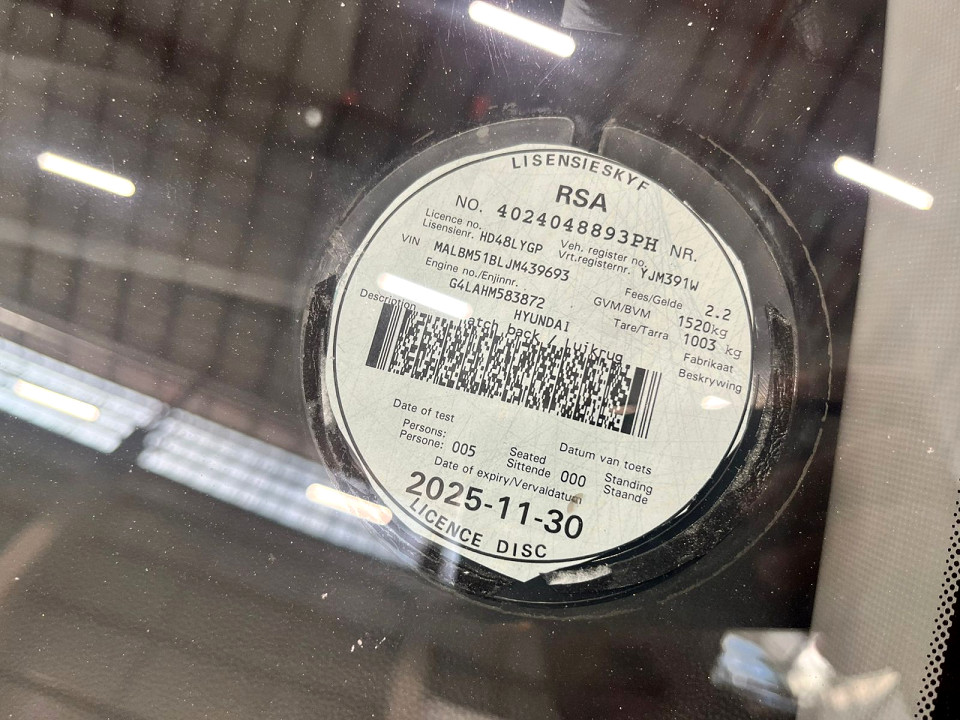 LISENSIESKYF
RSA
NO. 4024048893PH NR.
Licence no. Lisensienr. HD48LYGP Veh. register no. Vrt.registernr. YJM391W
VIN MALBM51BLJM439693 Fees/Gelde 2.2
Engine no./Enjinnr. G4LAHM583872 GVM/BVM 1520kg
Tare/Tarra 1003 kg
HYUNDAI Fabrikaat
Description back / Luikrug Beskrywing
Date of test Datum van toets
Persons: Persone: 005 Seated Sittende 000 Standing Staande
Date of expiry/Vervaldatum
2025-11-30
LICENCE DISC